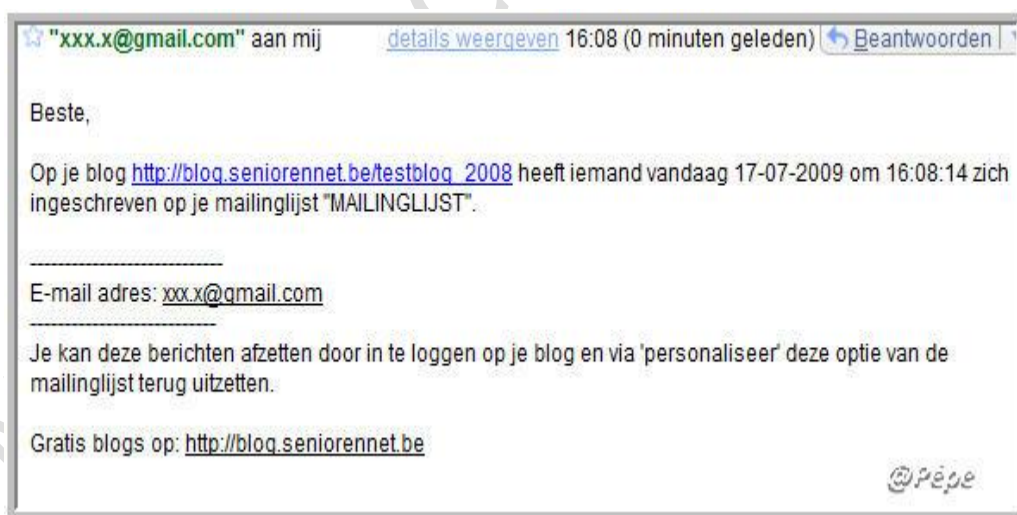 "xxx.x@gmail.com" aan mij details weergeven 16:08 (0 minuten geleden) Beantwoorden
Beste,
Op je blog http://blog.seniorennet.be/testblog_2008 heeft iemand vandaag 17-07-2009 om 16:08:14 zich
ingeschreven op je mailinglijst "MAILINGLIJST".
----------------------------
E-mail adres: xxx.x@gmail.com
---------------------------
Je kan deze berichten afzetten door in te loggen op je blog en via 'personaliseer' deze optie van de
mailinglijst terug uitzetten.
Gratis blogs op: http://blog.seniorennet.be
@Pépe